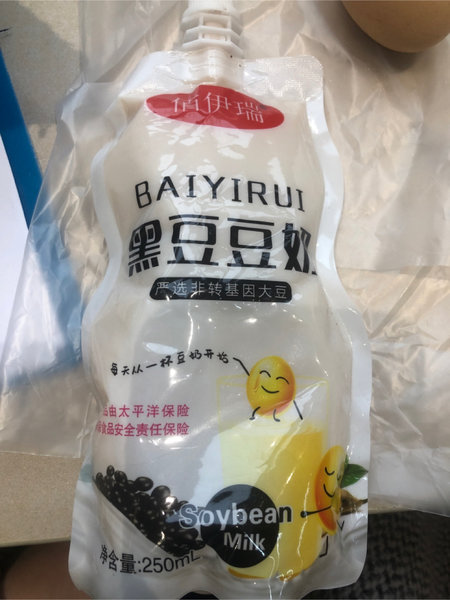 佰伊瑞
BAIYIRUI
黑豆豆奶
严选非转基因大豆
每天从一杯豆奶开始
品由太平洋保险
食品安全责任保险
Soybean
Milk
净含量:250mL